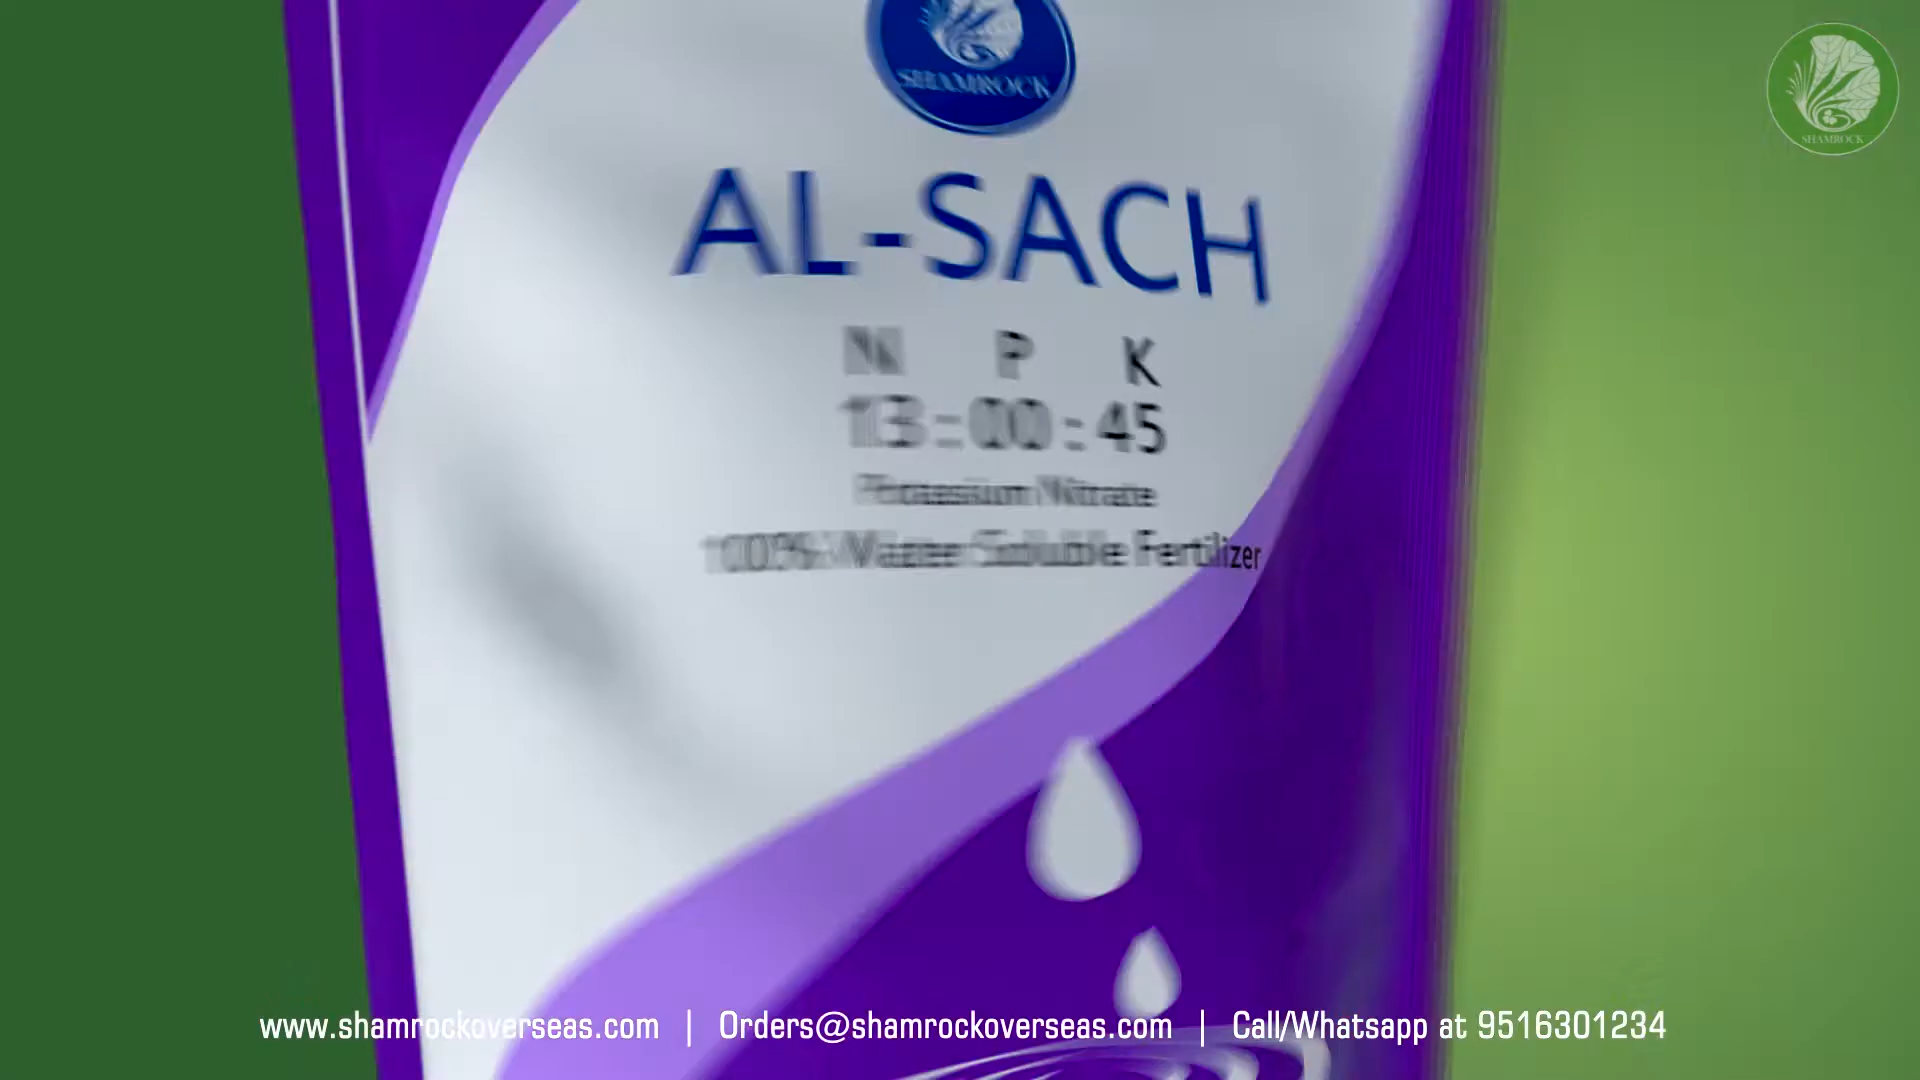 SHAMROCK
SHAMROCK
AL-SACH
N P K
13:00:45
Potassium Nitrate
100% Water Soluble Fertilizer
www.shamrockoverseas.com | Orders@shamrockoverseas.com | Call/Whatsapp at 9516301234